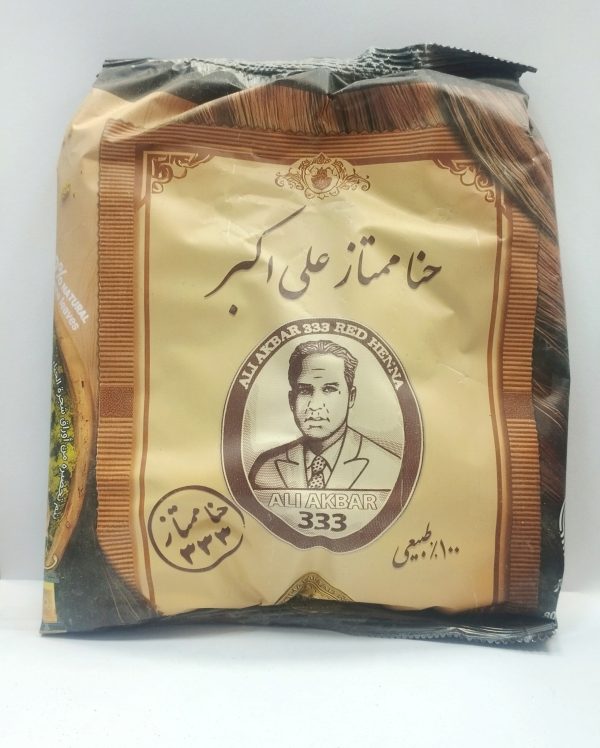 حنا ممتاز علی اکبر
ALI AKBAR 333 RED HENNA
ALI AKBAR
333
حنا ممتاز
۳۳۳
۱۰۰٪ طبیعی
NATURAL